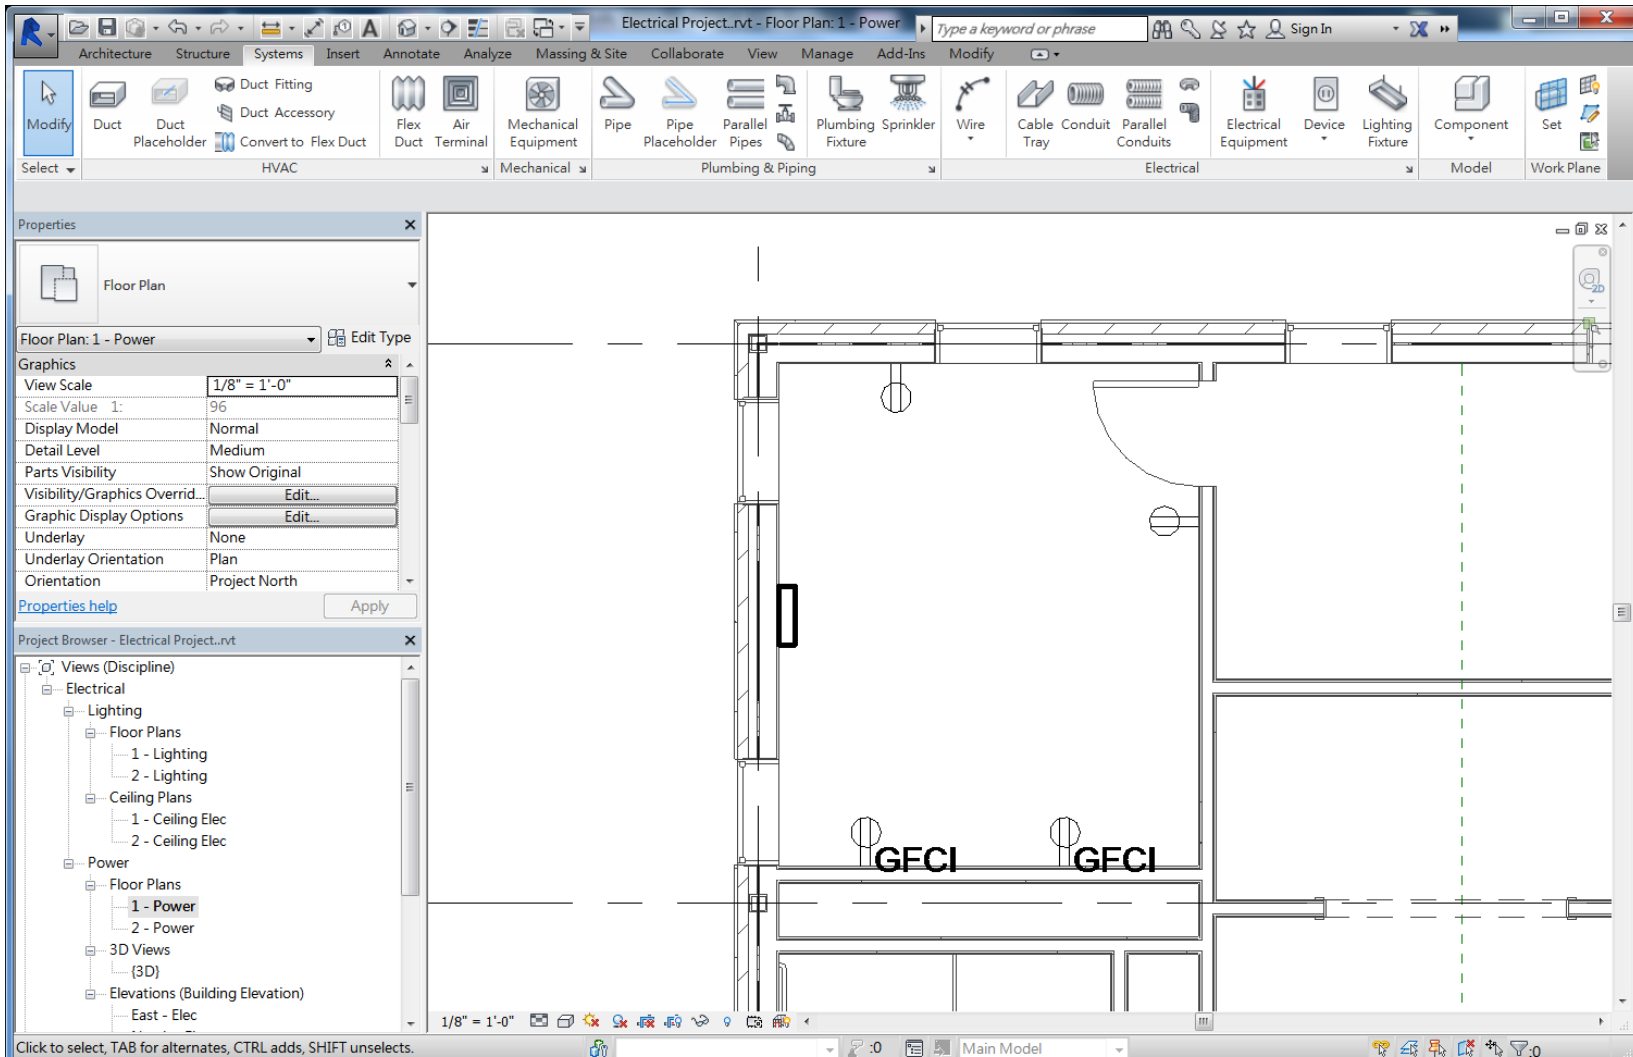 Electrical Project..rvt - Floor Plan: 1 - Power
Type a keyword or phrase
Sign In
Architecture Structure Systems Insert Annotate Analyze Massing & Site Collaborate View Manage Add-Ins Modify
Modify
Duct
Duct Placeholder
Duct Fitting
Duct Accessory
Convert to Flex Duct
Flex Duct
Air Terminal
Mechanical Equipment
Pipe
Pipe Placeholder
Parallel Pipes
Plumbing Fixture
Sprinkler
Wire
Cable Tray
Conduit
Parallel Conduits
Electrical Equipment
Device
Lighting Fixture
Component
Set
Select HVAC Mechanical Plumbing & Piping Electrical Model Work Plane
Properties
Floor Plan
Floor Plan: 1 - Power Edit Type
Graphics
View Scale 1/8" = 1'-0"
Scale Value 1: 96
Display Model Normal
Detail Level Medium
Parts Visibility Show Original
Visibility/Graphics Overrid... Edit...
Graphic Display Options Edit...
Underlay None
Underlay Orientation Plan
Orientation Project North
Properties help Apply
Project Browser - Electrical Project..rvt
Views (Discipline)
Electrical
Lighting
Floor Plans
1 - Lighting
2 - Lighting
Ceiling Plans
1 - Ceiling Elec
2 - Ceiling Elec
Power
Floor Plans
1 - Power
2 - Power
3D Views
{3D}
Elevations (Building Elevation)
East - Elec
2D
GFCI GFCI
1/8" = 1'-0"
Click to select, TAB for alternates, CTRL adds, SHIFT unselects.
:0
Main Model
:0